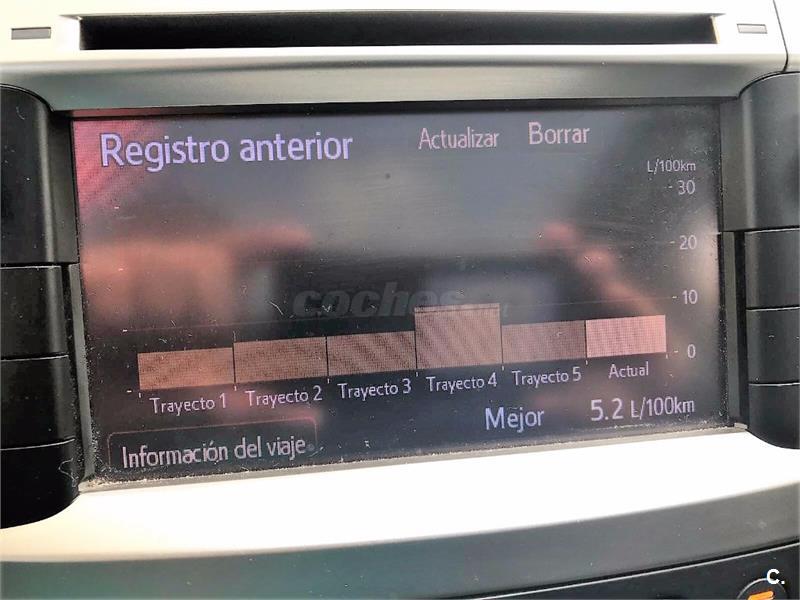 Registro anterior Actualizar Borrar
L/100km
30
20
10
0
Trayecto 1 Trayecto 2 Trayecto 3 Trayecto 4 Trayecto 5 Actual
Mejor 5.2 L/100km
Información del viaje
coches
c.